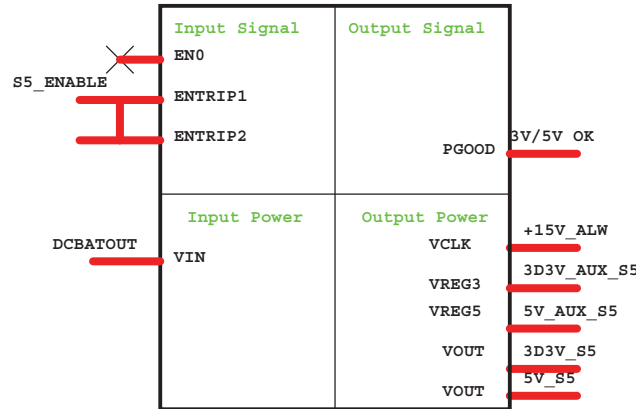 Input Signal
Output Signal
EN0
S5_ENABLE
ENTRIP1
ENTRIP2
3V/5V OK
PGOOD
Input Power
Output Power
DCBATOUT
VIN
VCLK
+15V_ALW
VREG3
3D3V_AUX_S5
VREG5
5V_AUX_S5
VOUT
3D3V_S5
VOUT
5V_S5